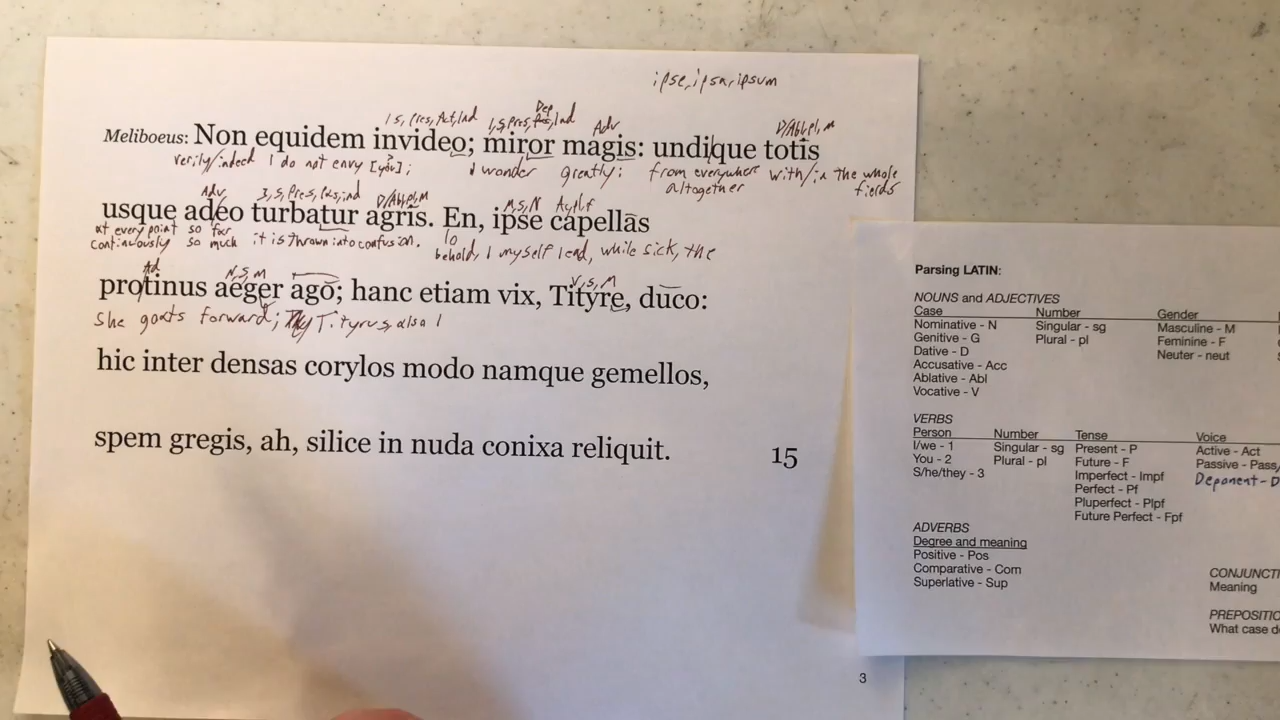 ipse, ipsa, ipsum
1 s, Pres, Act, Ind
Dep
1, s, Pres, Pas, Ind
Adv
D/Abl, pl, M
Meliboeus: Non equidem invideo; miror magis: undique totis
verily/indeed I do not envy [you]; I wonder greatly: from everywhere with/in the whole
altogether fields
Adv 3, s, Pres, Pas, ind D/Abl, pl, M M, S, N A, pl, f
usque adeo turbatur agris. En, ipse capellas
at every point so far lo
continuously so much it is thrown into confusion. behold, I myself lead, while sick, the
Ad N, S, M V, S, M
protinus aeger ago; hanc etiam vix, Tityre, duco:
she goats forward; Tityrus, also I
hic inter densas corylos modo namque gemellos,
spem gregis, ah, silice in nuda conixa reliquit. 15
3
Parsing LATIN:
NOUNS and ADJECTIVES
Case Number Gender
Nominative - N Singular - sg Masculine - M
Genitive - G Plural - pl Feminine - F
Dative - D Neuter - neut
Accusative - Acc
Ablative - Abl
Vocative - V
VERBS
Person Number Tense Voice
I/we - 1 Singular - sg Present - P Active - Act
You - 2 Plural - pl Future - F Passive - Pass/
S/he/they - 3 Imperfect - Impf Deponent - D
Perfect - Pf
Pluperfect - Plpf
Future Perfect - Fpf
ADVERBS
Degree and meaning
Positive - Pos
Comparative - Com
Superlative - Sup
CONJUNCTI
Meaning
PREPOSITIO
What case d